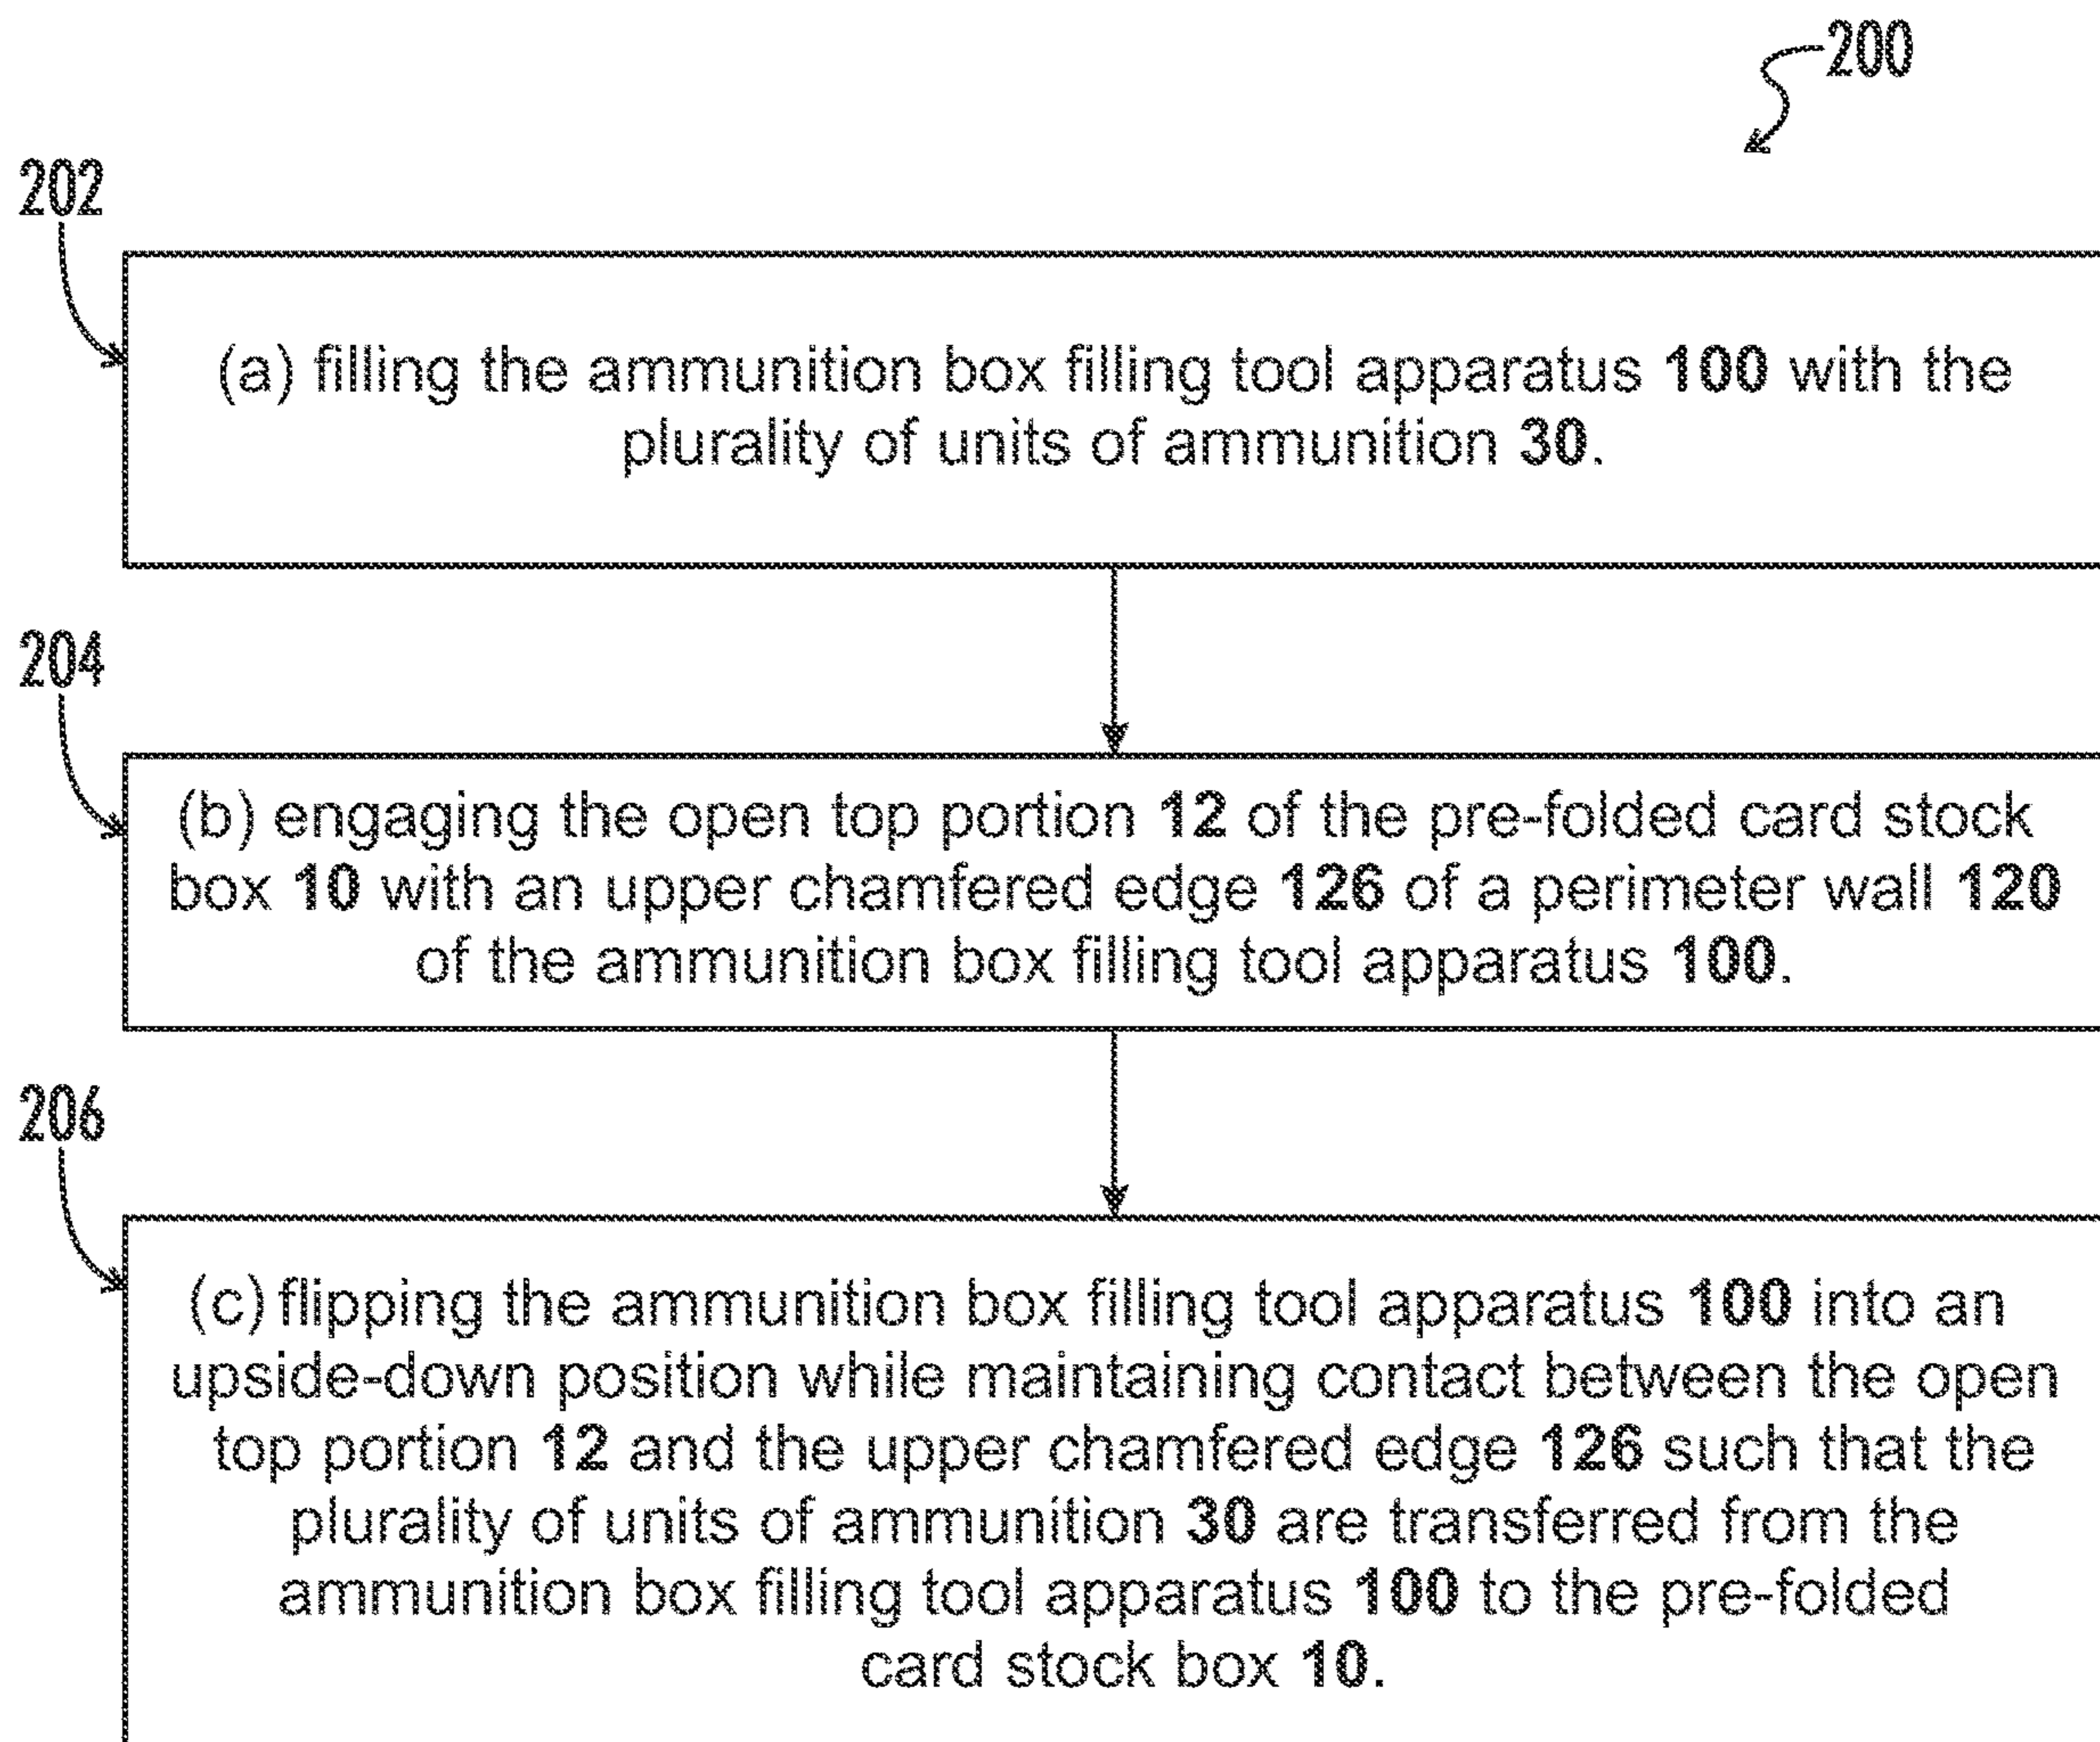 200
202
(a) filling the ammunition box filling tool apparatus 100 with the
plurality of units of ammunition 30.
204
(b) engaging the open top portion 12 of the pre-folded card stock
box 10 with an upper chamfered edge 126 of a perimeter wall 120
of the ammunition box filling tool apparatus 100.
206
(c) flipping the ammunition box filling tool apparatus 100 into an
upside-down position while maintaining contact between the open
top portion 12 and the upper chamfered edge 126 such that the
plurality of units of ammunition 30 are transferred from the
ammunition box filling tool apparatus 100 to the pre-folded
card stock box 10.